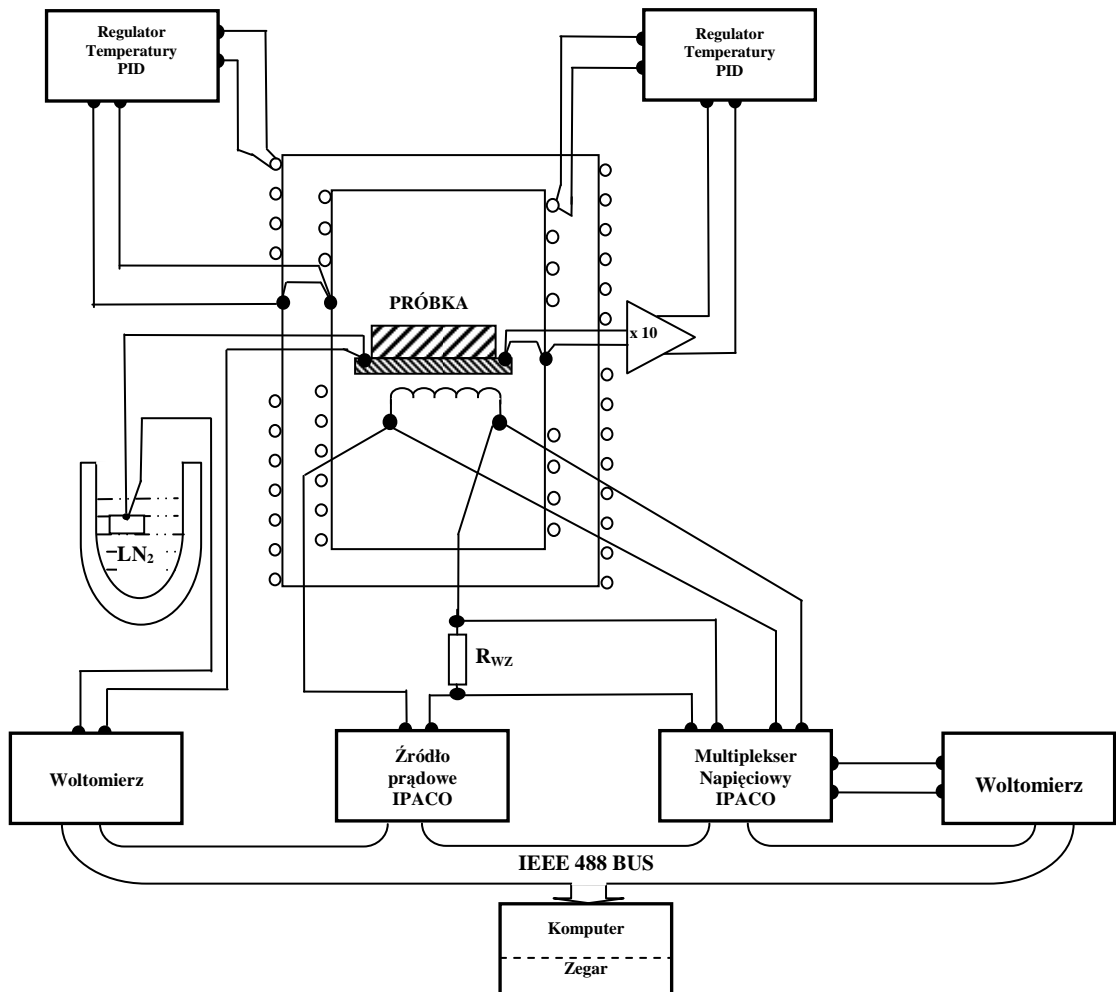 Regulator
Temperatury
PID
Regulator
Temperatury
PID
PRÓBKA
x 10
LN₂
R_WZ
Woltomierz
Źródło
prądowe
IPACO
Multiplekser
Napięciowy
IPACO
Woltomierz
IEEE 488 BUS
Komputer
Zegar